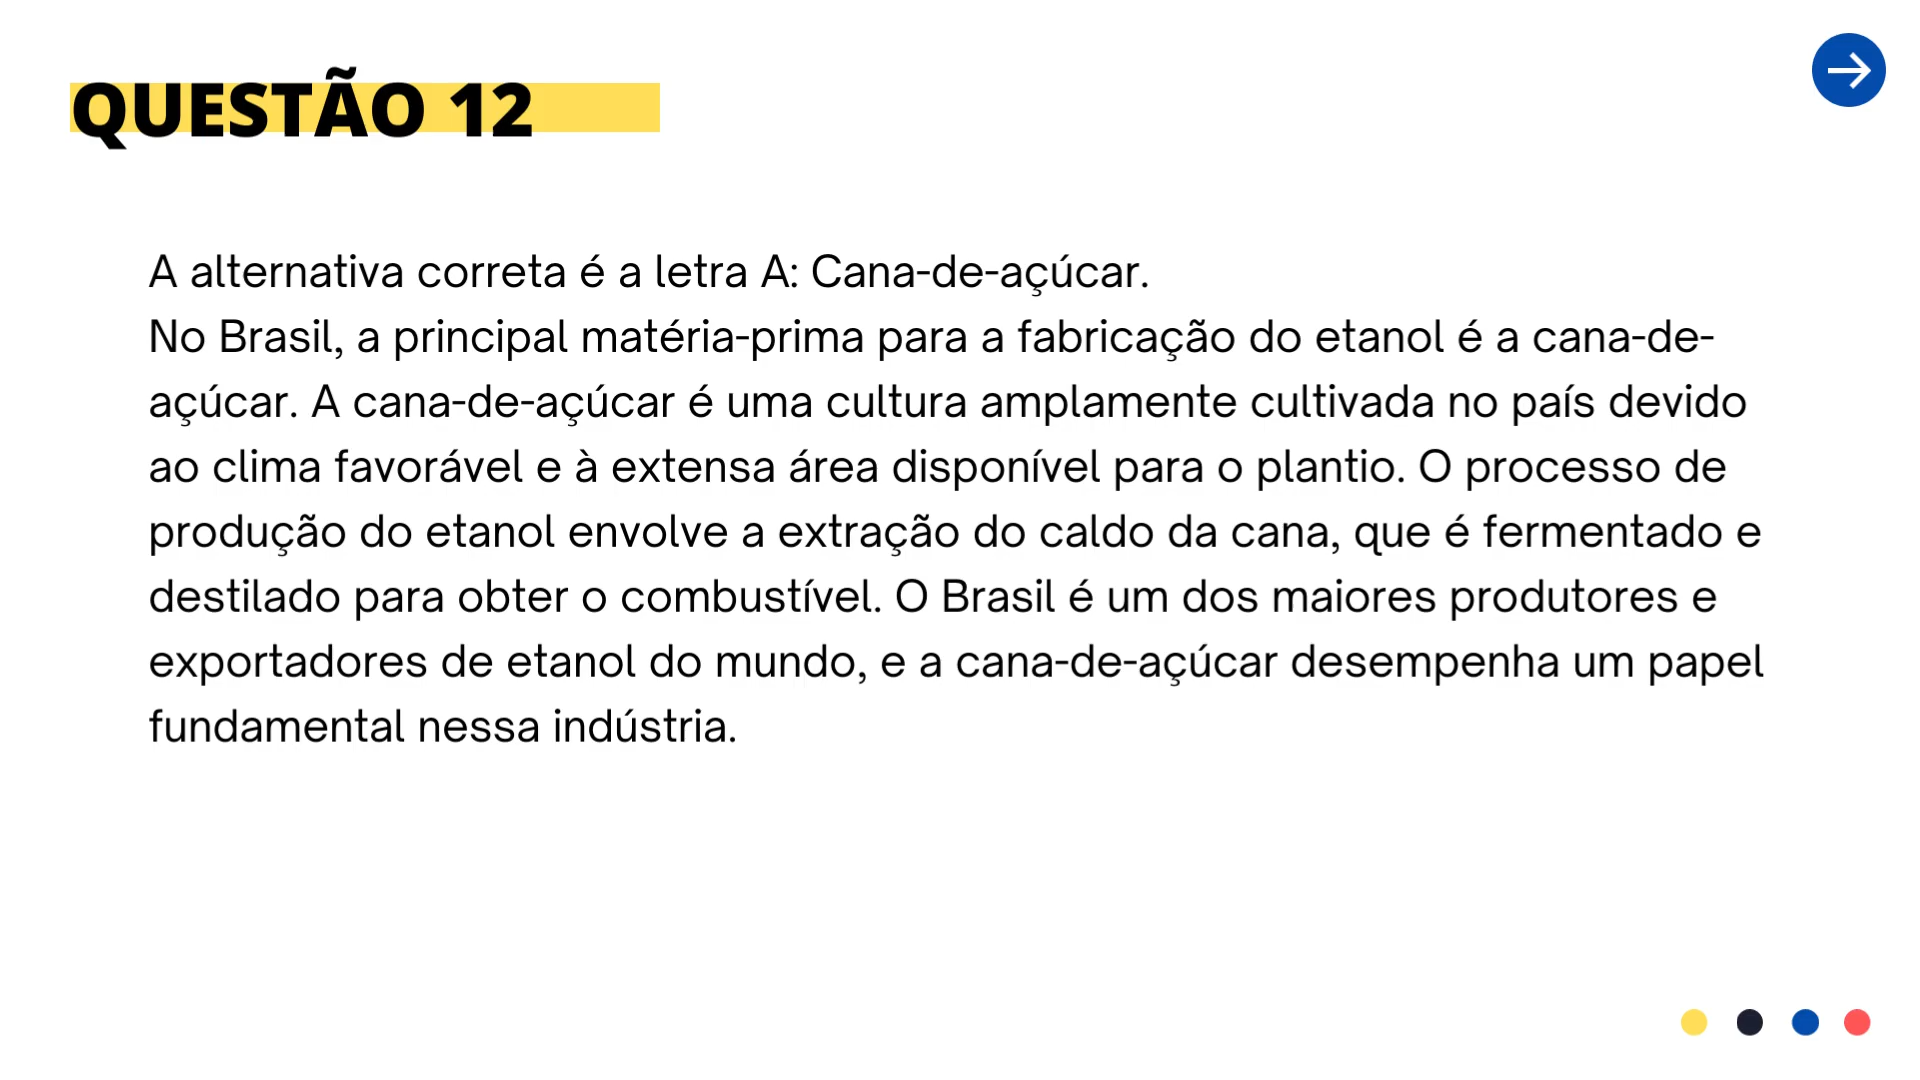 QUESTÃO 12
A alternativa correta é a letra A: Cana-de-açúcar.
No Brasil, a principal matéria-prima para a fabricação do etanol é a cana-de-
açúcar. A cana-de-açúcar é uma cultura amplamente cultivada no país devido
ao clima favorável e à extensa área disponível para o plantio. O processo de
produção do etanol envolve a extração do caldo da cana, que é fermentado e
destilado para obter o combustível. O Brasil é um dos maiores produtores e
exportadores de etanol do mundo, e a cana-de-açúcar desempenha um papel
fundamental nessa indústria.